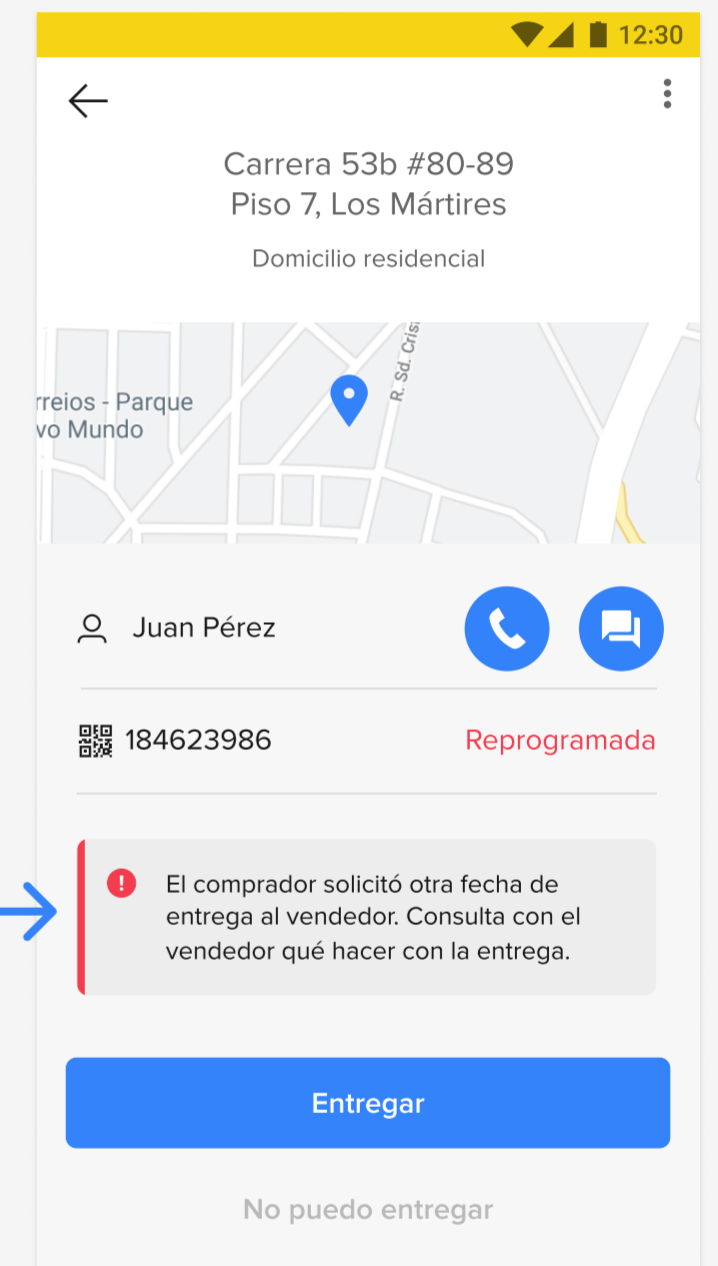 12:30
Carrera 53b #80-89
Piso 7, Los Mártires
Domicilio residencial
R. Sd. Cris
rreios - Parque
vo Mundo
Juan Pérez
184623986 Reprogramada
El comprador solicitó otra fecha de
entrega al vendedor. Consulta con el
vendedor qué hacer con la entrega.
Entregar
No puedo entregar